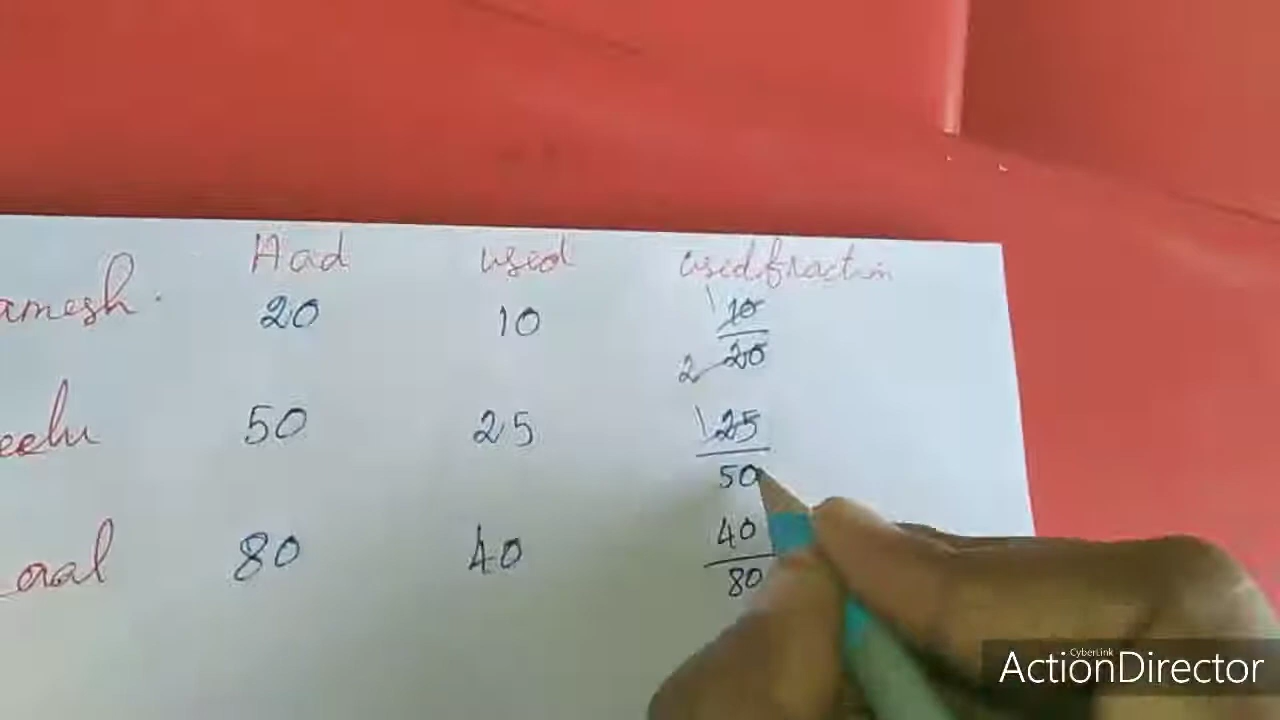 Had used used fraction
amesh. 20 10 1 10
2 20
eelu 50 25 1 25
50
aal 80 40 40
80
CyberLink
ActionDirector